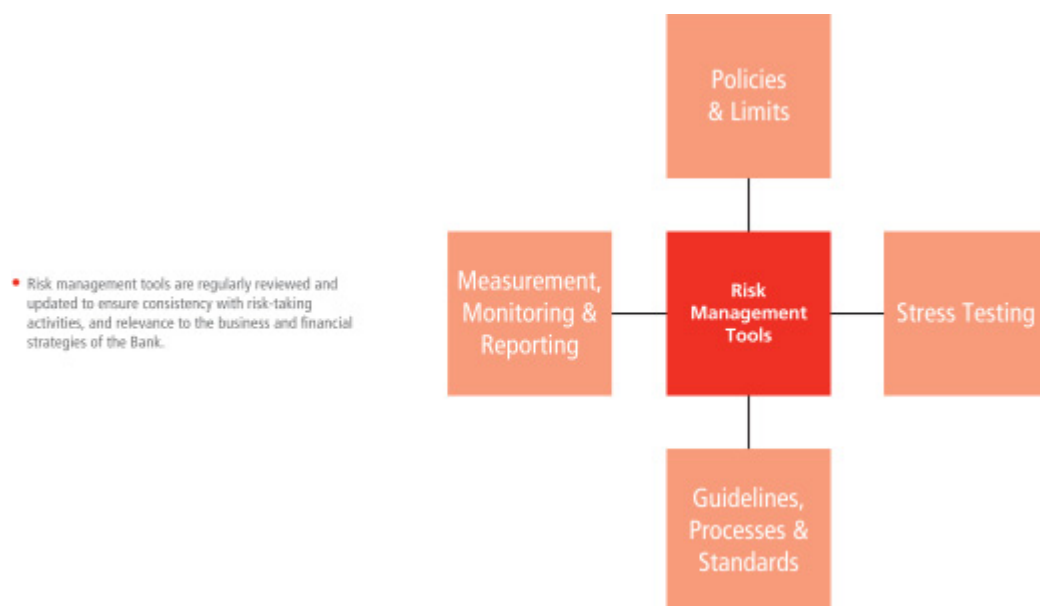 Policies
& Limits
• Risk management tools are regularly reviewed and
updated to ensure consistency with risk-taking
activities, and relevance to the business and financial
strategies of the Bank.
Measurement,
Monitoring &
Reporting
Risk
Management
Tools
Stress Testing
Guidelines,
Processes &
Standards